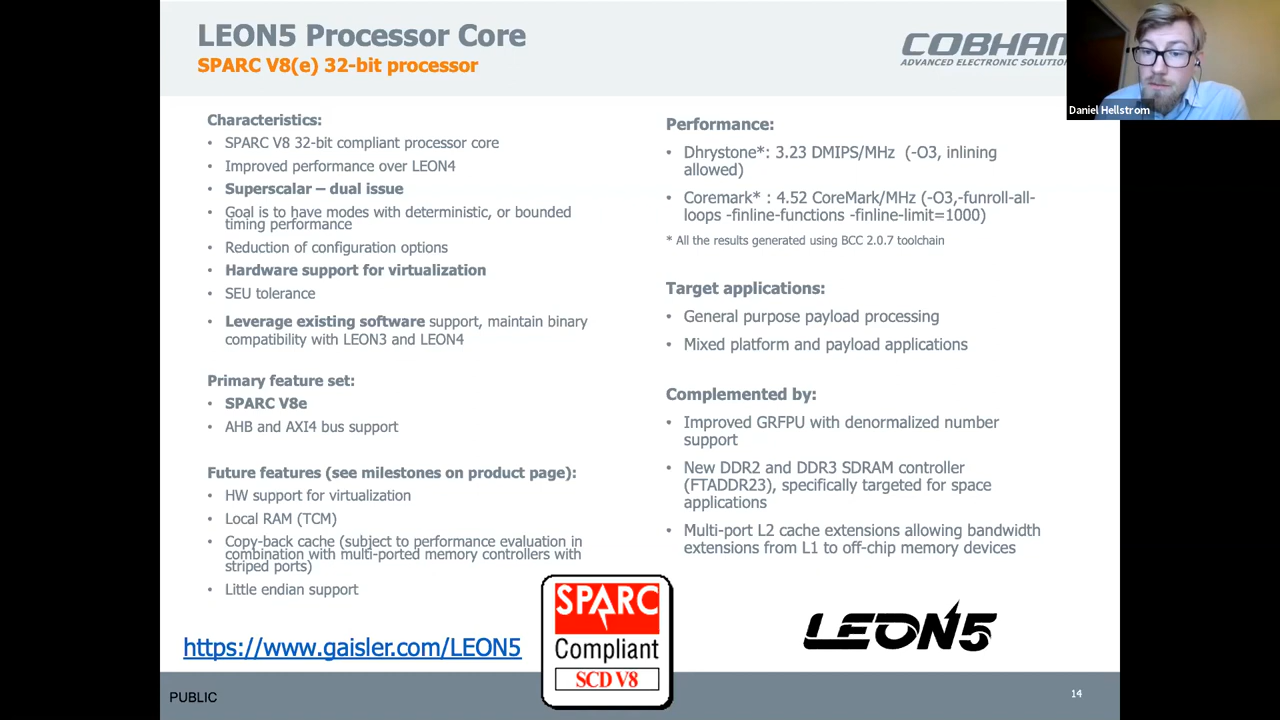 LEON5 Processor Core
SPARC V8(e) 32-bit processor
COBHAM
ADVANCED ELECTRONIC SOLUTION
Daniel Hellstrom
Characteristics:
• SPARC V8 32-bit compliant processor core
• Improved performance over LEON4
• Superscalar – dual issue
• Goal is to have modes with deterministic, or bounded
timing performance
• Reduction of configuration options
• Hardware support for virtualization
• SEU tolerance
• Leverage existing software support, maintain binary
compatibility with LEON3 and LEON4
Primary feature set:
• SPARC V8e
• AHB and AXI4 bus support
Future features (see milestones on product page):
• HW support for virtualization
• Local RAM (TCM)
• Copy-back cache (subject to performance evaluation in
combination with multi-ported memory controllers with
striped ports)
• Little endian support
https://www.gaisler.com/LEON5
Performance:
• Dhrystone*: 3.23 DMIPS/MHz (-O3, inlining
allowed)
• Coremark* : 4.52 CoreMark/MHz (-O3,-funroll-all-
loops -finline-functions -finline-limit=1000)
* All the results generated using BCC 2.0.7 toolchain
Target applications:
• General purpose payload processing
• Mixed platform and payload applications
Complemented by:
• Improved GRFPU with denormalized number
support
• New DDR2 and DDR3 SDRAM controller
(FTADDR23), specifically targeted for space
applications
• Multi-port L2 cache extensions allowing bandwidth
extensions from L1 to off-chip memory devices
SPARC
Compliant
SCD V8
LEON5
PUBLIC
14